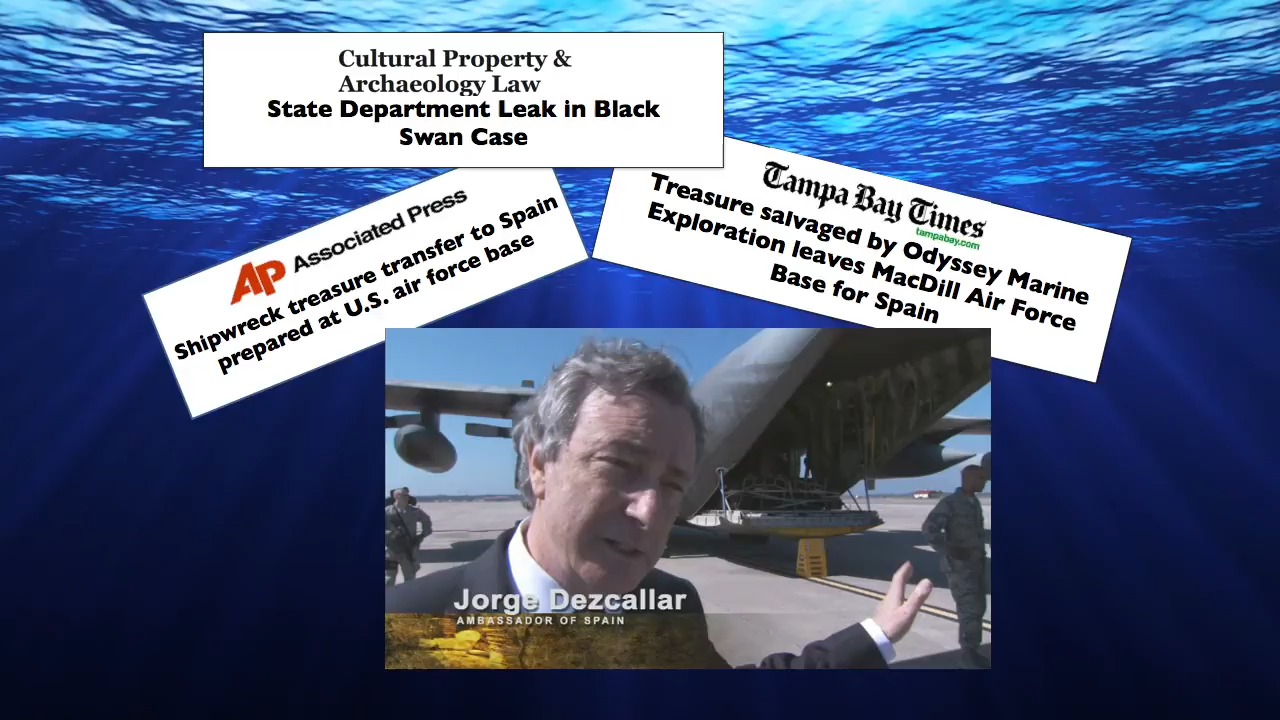 Cultural Property &
Archaeology Law
State Department Leak in Black
Swan Case
AP Associated Press
Shipwreck treasure transfer to Spain
prepared at U.S. air force base
Tampa Bay Times
tampabay.com
Treasure salvaged by Odyssey Marine
Exploration leaves MacDill Air Force
Base for Spain
Jorge Dezcallar
AMBASSADOR OF SPAIN